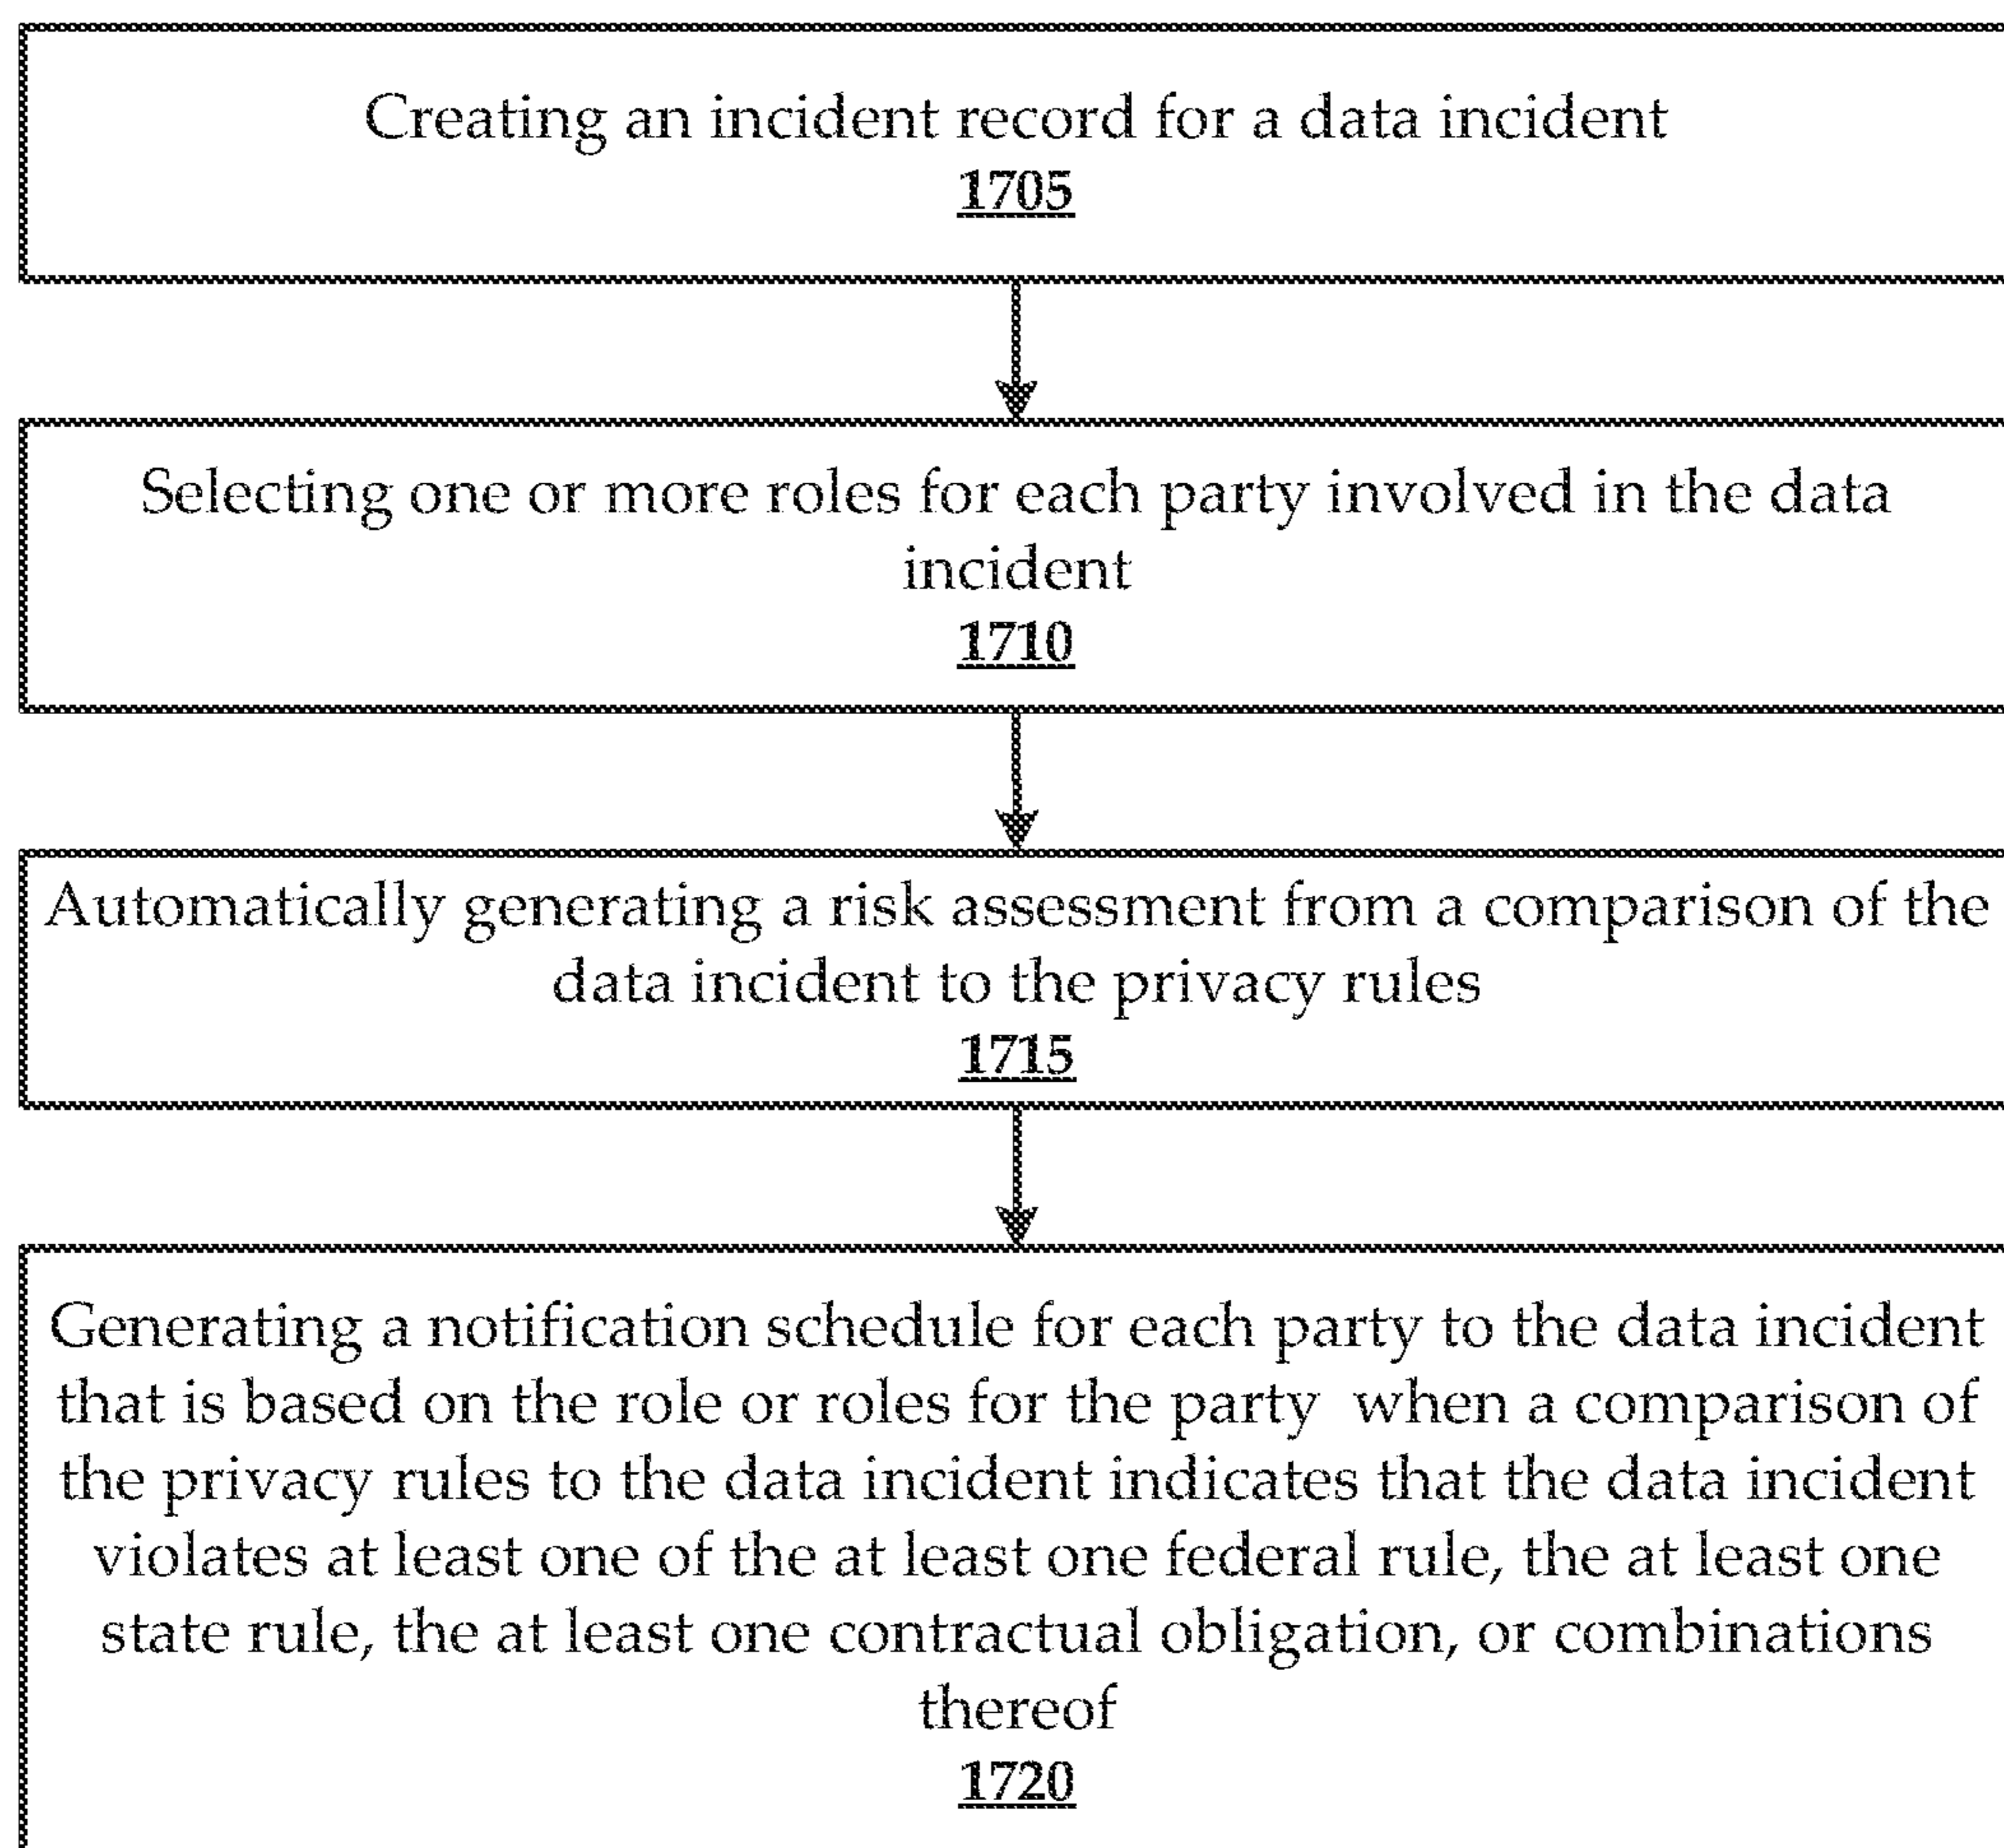 Creating an incident record for a data incident
1705
Selecting one or more roles for each party involved in the data
incident
1710
Automatically generating a risk assessment from a comparison of the
data incident to the privacy rules
1715
Generating a notification schedule for each party to the data incident
that is based on the role or roles for the party when a comparison of
the privacy rules to the data incident indicates that the data incident
violates at least one of the at least one federal rule, the at least one
state rule, the at least one contractual obligation, or combinations
thereof
1720